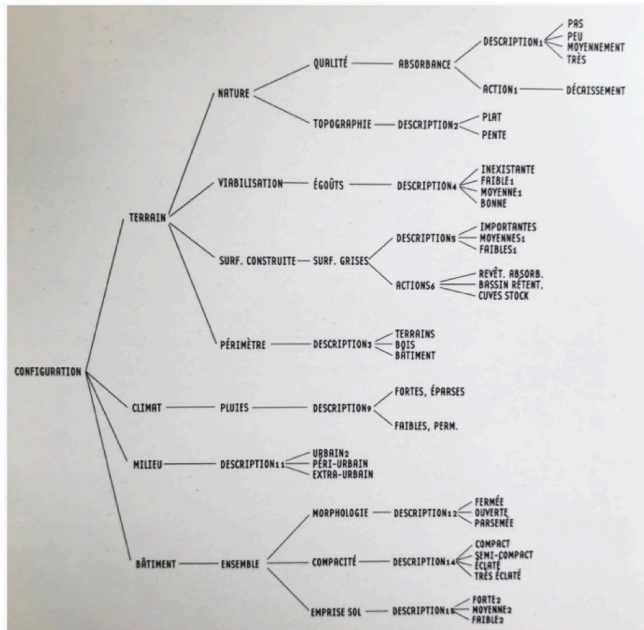 PAS
PEU
MOYENNEMENT
TRÈS
DESCRIPTION1
QUALITÉ
ABSORBANCE
ACTION1
DÉCAISSEMENT
NATURE
TOPOGRAPHIE
DESCRIPTION2
PLAT
PENTE
VIABILISATION
ÉGOÛTS
DESCRIPTION4
INEXISTANTE
FAIBLE1
MOYENNE1
BONNE
TERRAIN
SURF. CONSTRUITE
SURF. GRISES
DESCRIPTION5
IMPORTANTES
MOYENNES1
FAIBLES1
ACTIONS6
REVÊT. ABSORB.
BASSIN RÉTENT.
CUVES STOCK
PÉRIMÈTRE
DESCRIPTION3
TERRAINS
BOIS
BÂTIMENT
CONFIGURATION
CLIMAT
PLUIES
DESCRIPTION9
FORTES, ÉPARSES
FAIBLES, PERM.
MILIEU
DESCRIPTION11
URBAIN2
PÉRI-URBAIN
EXTRA-URBAIN
BÂTIMENT
ENSEMBLE
MORPHOLOGIE
DESCRIPTION12
FERMÉE
OUVERTE
PARSEMÉE
COMPACITÉ
DESCRIPTION14
COMPACT
SEMI-COMPACT
ÉCLATÉ
TRÈS ÉCLATÉ
EMPRISE SOL
DESCRIPTION15
FORTE2
MOYENNE2
FAIBLE2